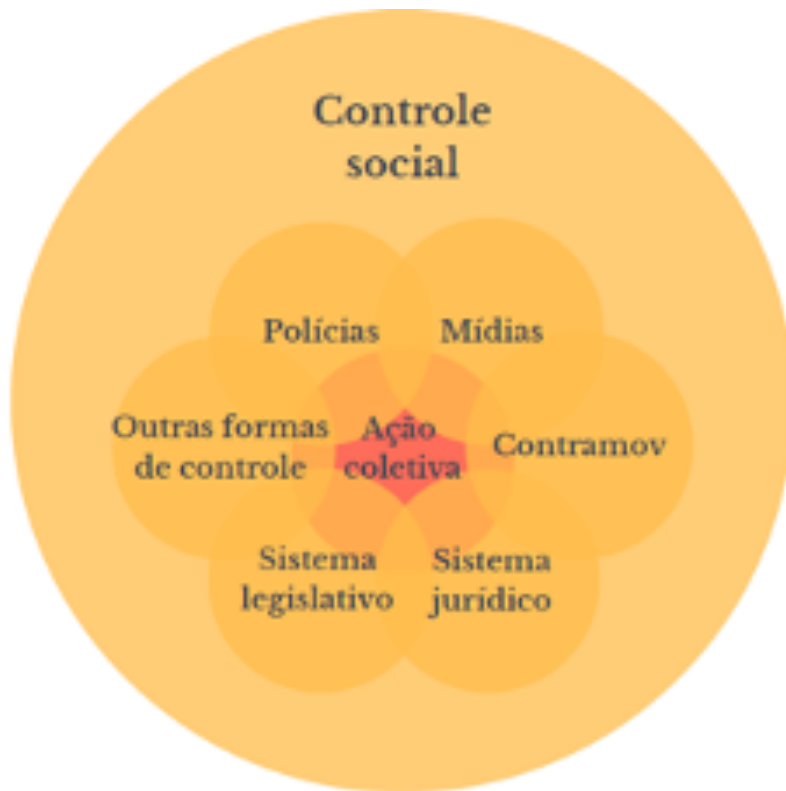 Controle
social
Polícias
Mídias
Outras formas
de controle
Ação
coletiva
Contramov
Sistema
legislativo
Sistema
jurídico